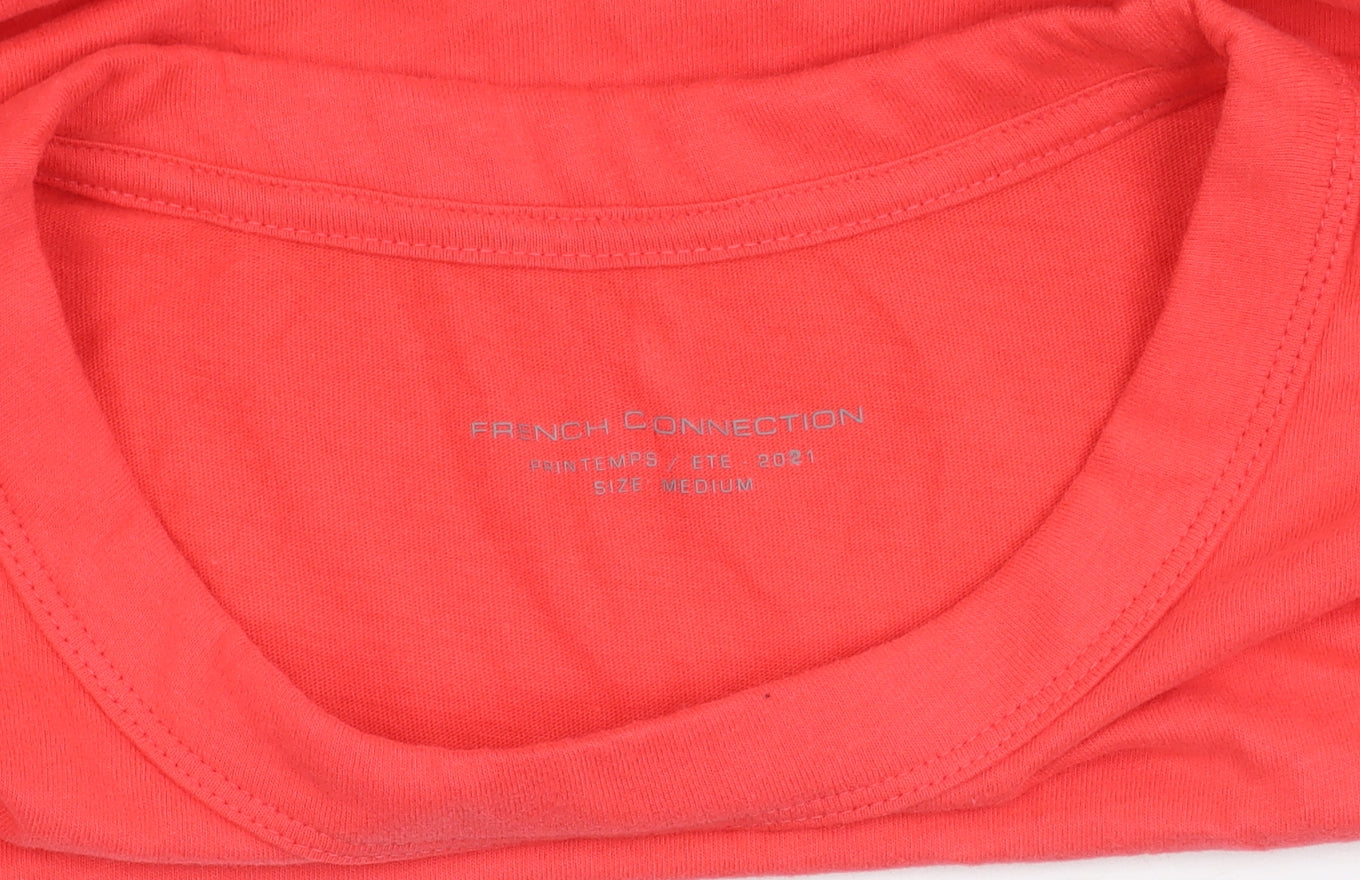 FRENCH CONNECTION
PRINTEMPS / ETE - 2021
SIZE MEDIUM